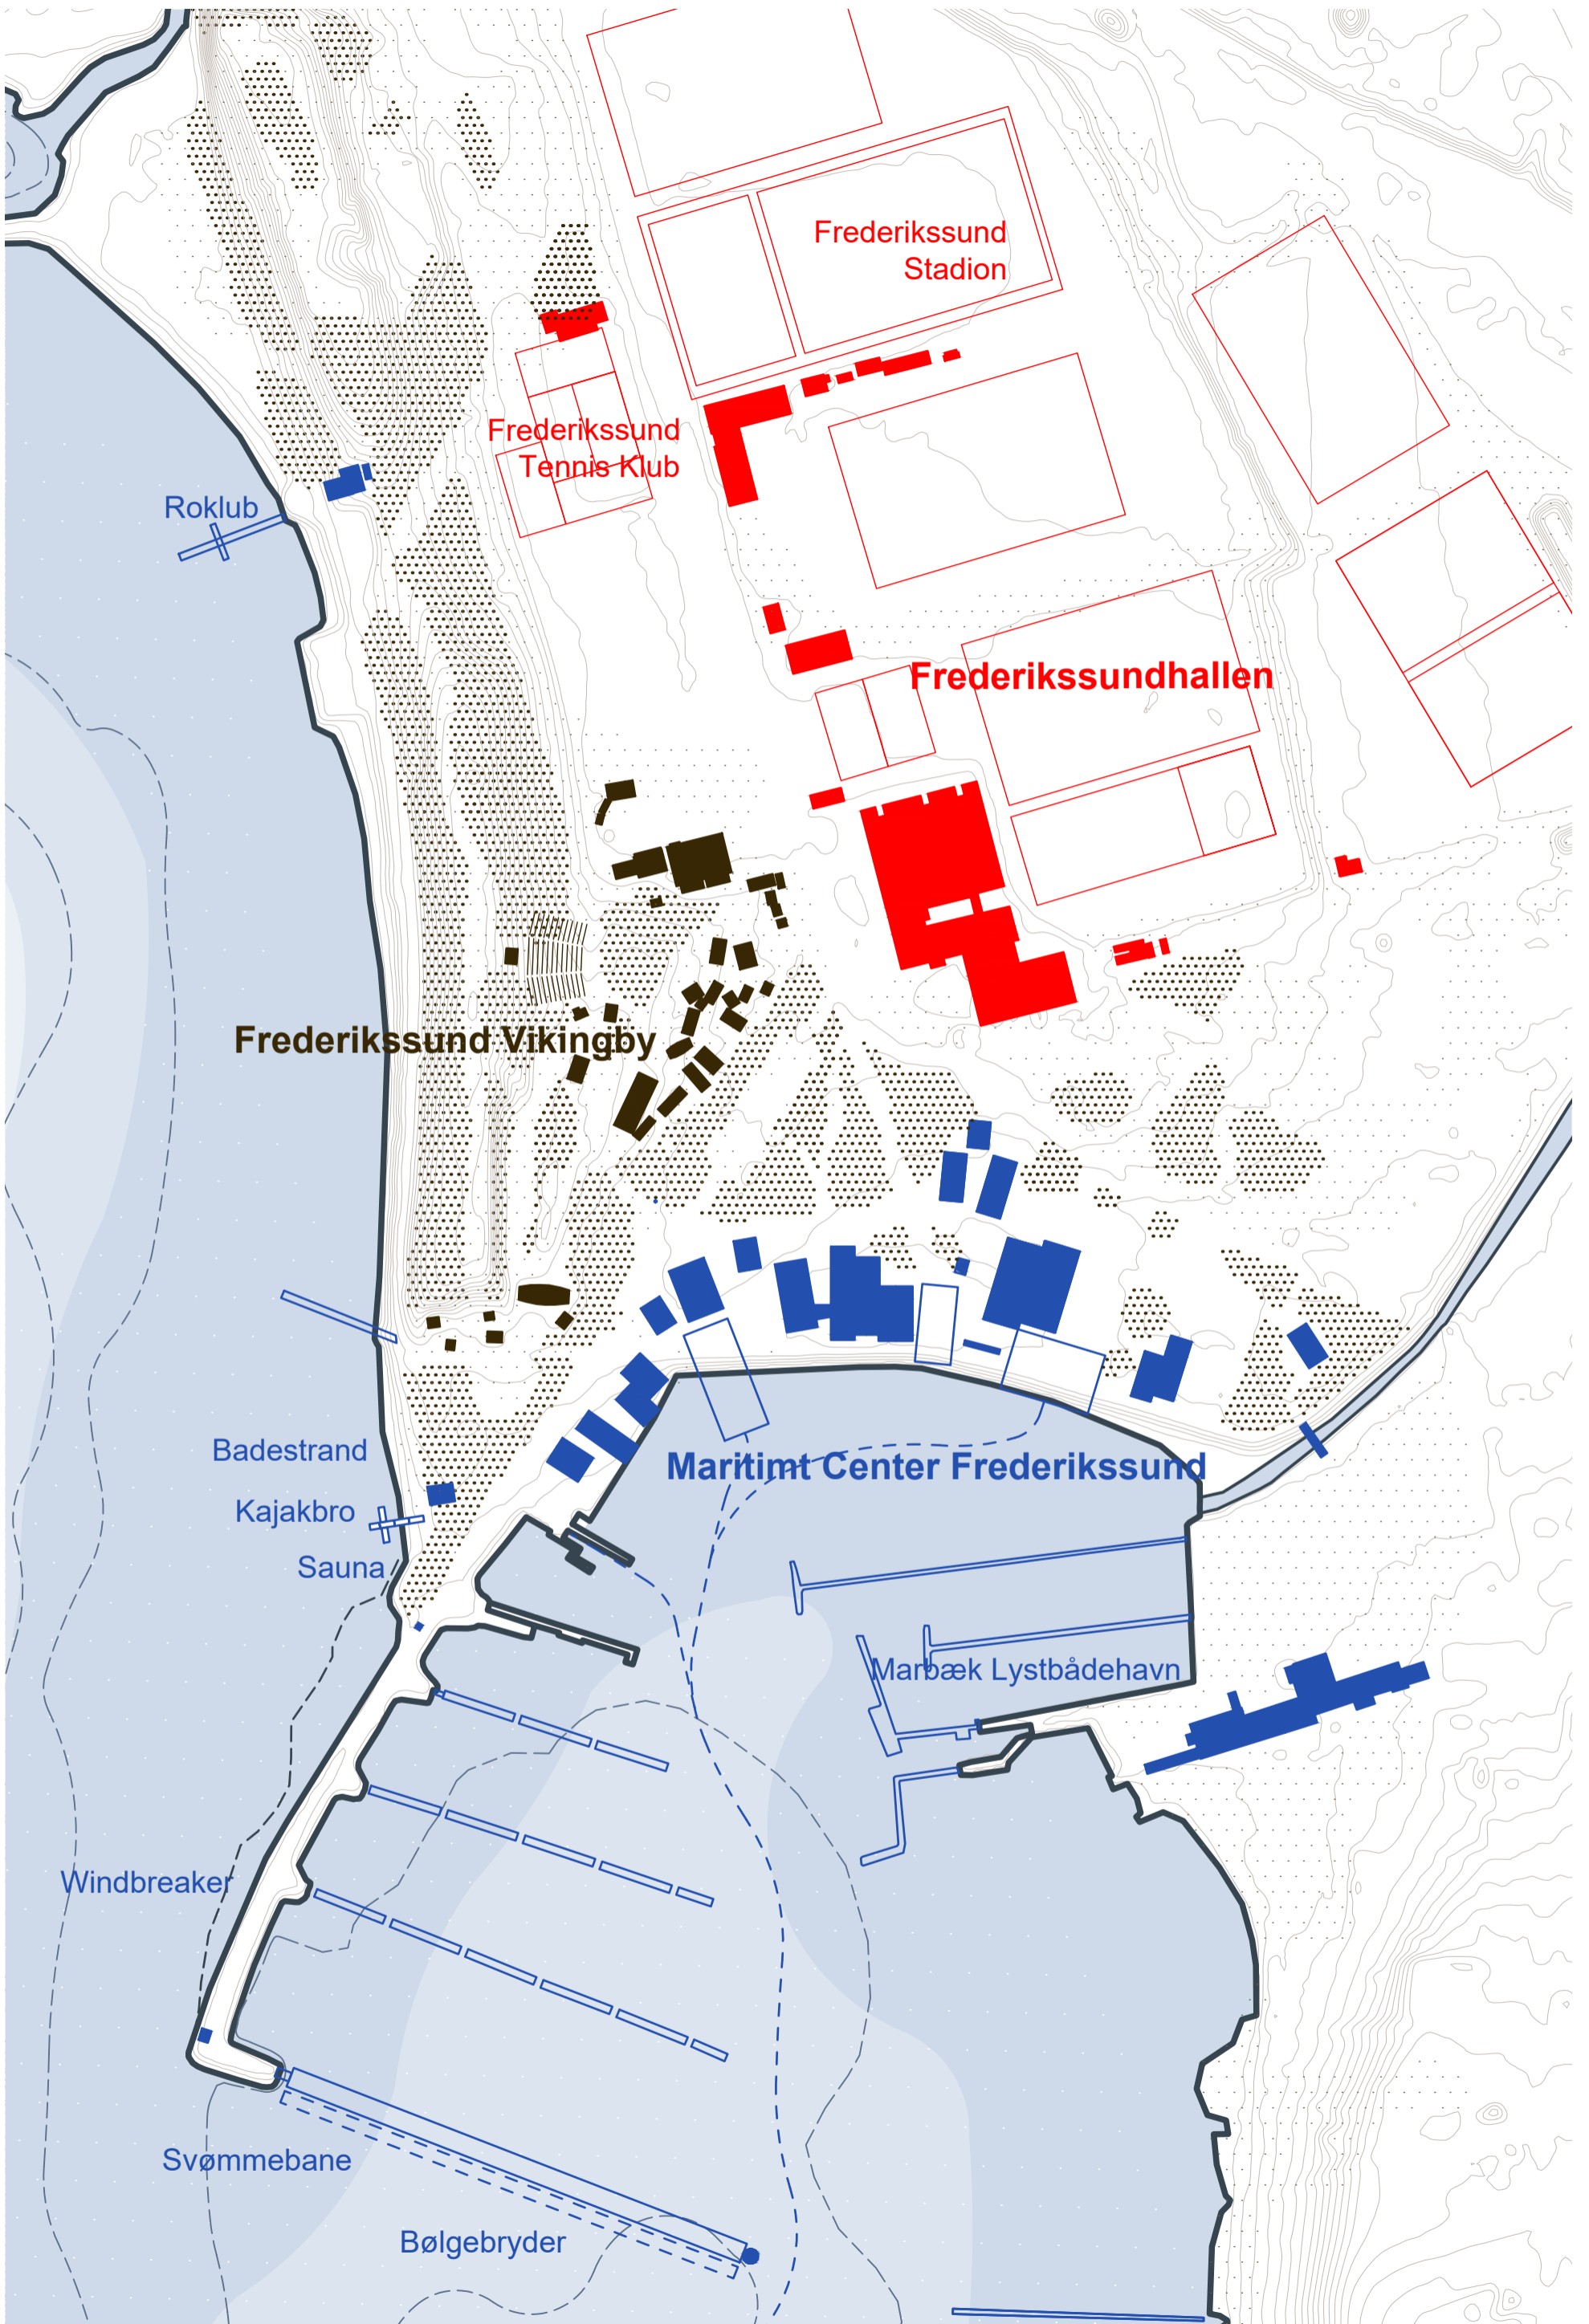 Frederikssund
Stadion
Frederikssund
Tennis Klub
Roklub
Frederikssundhallen
Frederikssund Vikingby
Badestrand
Maritimt Center Frederikssund
Kajakbro
Sauna
Marbæk Lystbådehavn
Windbreaker
Svømmebane
Bølgebryder